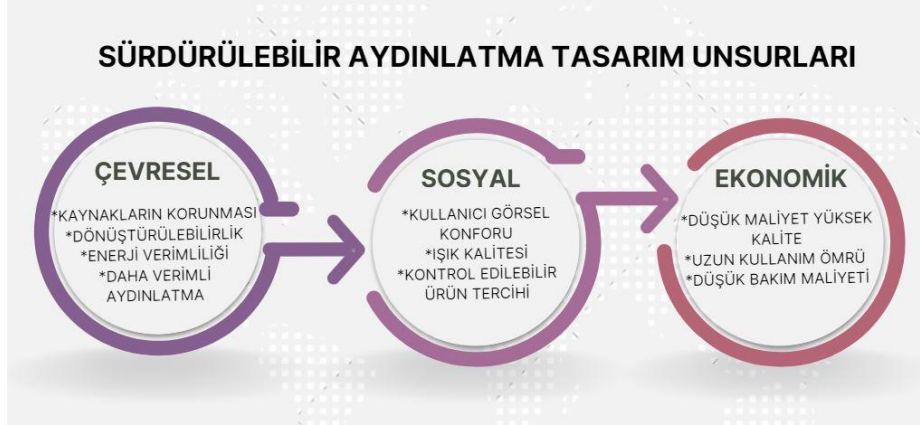 SÜRDÜRÜLEBİLİR AYDINLATMA TASARIM UNSURLARI
ÇEVRESEL
*KAYNAKLARIN KORUNMASI
*DÖNÜŞTÜRÜLEBİLİRLİK
*ENERJİ VERİMLİLİĞİ
*DAHA VERİMLİ
AYDINLATMA
SOSYAL
*KULLANICI GÖRSEL
KONFORU
*IŞIK KALİTESİ
*KONTROL EDİLEBİLİR
ÜRÜN TERCİHİ
EKONOMİK
*DÜŞÜK MALİYET YÜKSEK
KALİTE
*UZUN KULLANIM ÖMRÜ
*DÜŞÜK BAKIM MALİYETİ